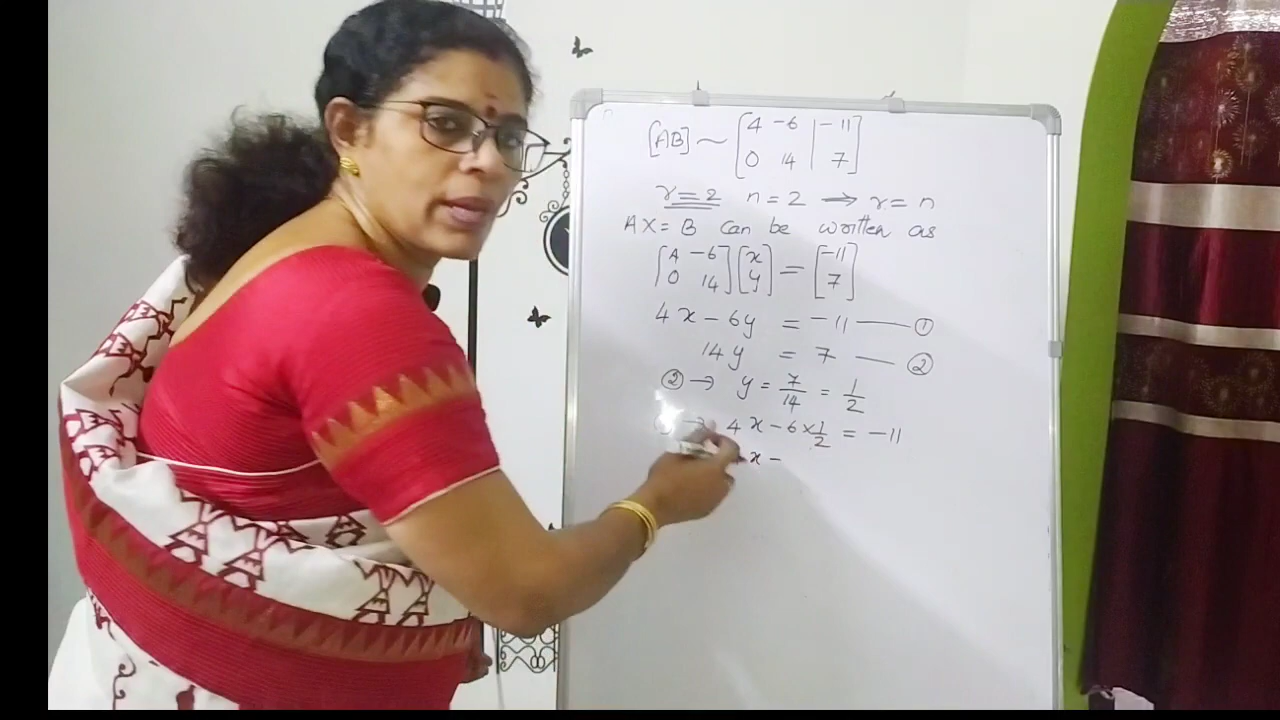 [AB] ~ [4 -6 | -11
0 14 | 7]
r = 2 n = 2 → r = n
AX = B can be written as
[4 -6 [x = [-11
0 14] y] 7]
4x - 6y = -11 —— ①
14y = 7 —— ②
② → y = 7/14 = 1/2
→ 4x - 6 × 1/2 = -11
x -